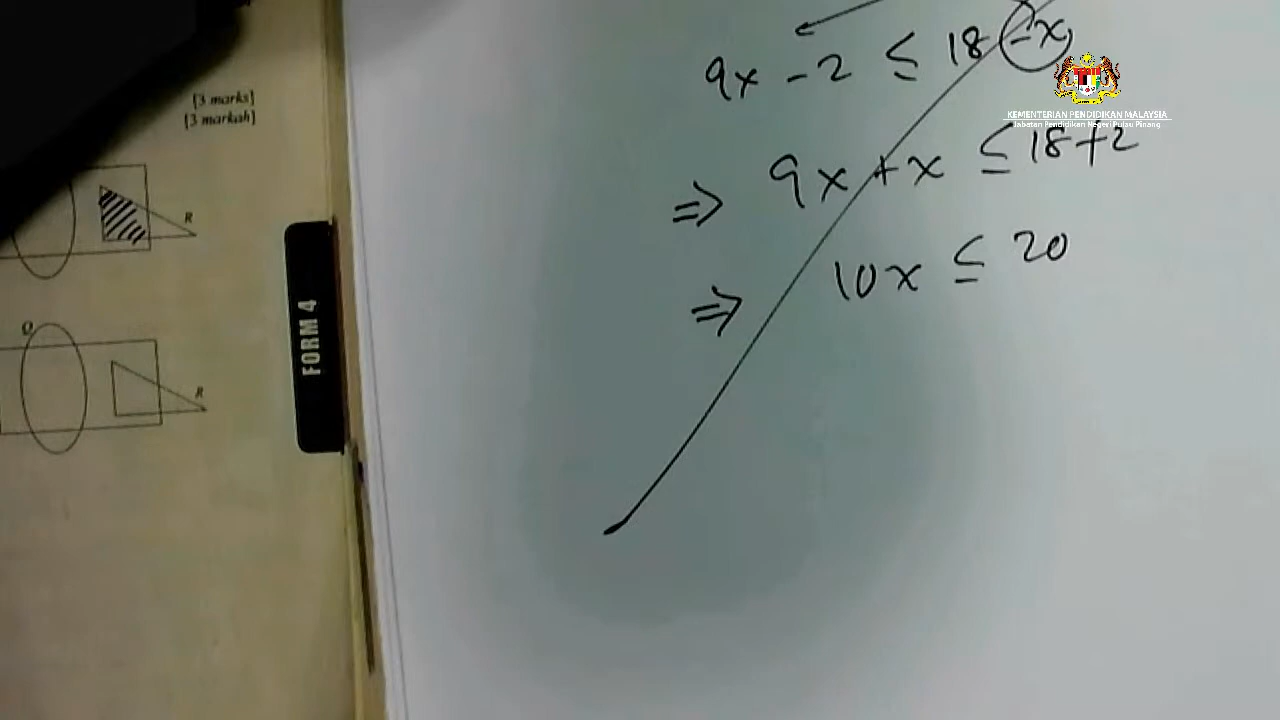 [3 marks]
[3 markah]
R
Q
R
FORM 4
9x - 2 ≤ 18 - x
KEMENTERIAN PENDIDIKAN MALAYSIA
Jabatan Pendidikan Negeri Pulau Pinang
⇒ 9x + x ≤ 18 + 2
⇒ 10x ≤ 20